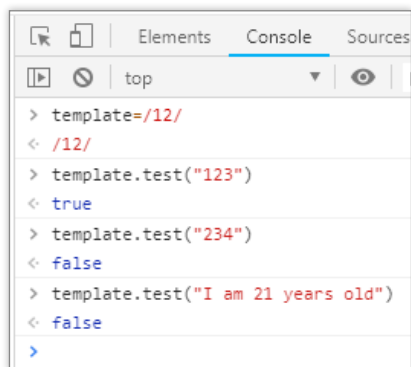 Elements Console Sources
top
> template=/12/
/12/
> template.test("123")
true
> template.test("234")
false
> template.test("I am 21 years old")
false
>